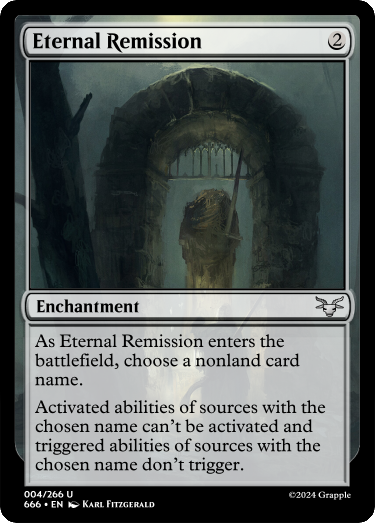 Eternal Remission 2
Enchantment
As Eternal Remission enters the
battlefield, choose a nonland card
name.
Activated abilities of sources with the
chosen name can't be activated and
triggered abilities of sources with the
chosen name don't trigger.
004/266 U
666 • EN Karl Fitzgerald
©2024 Grapple